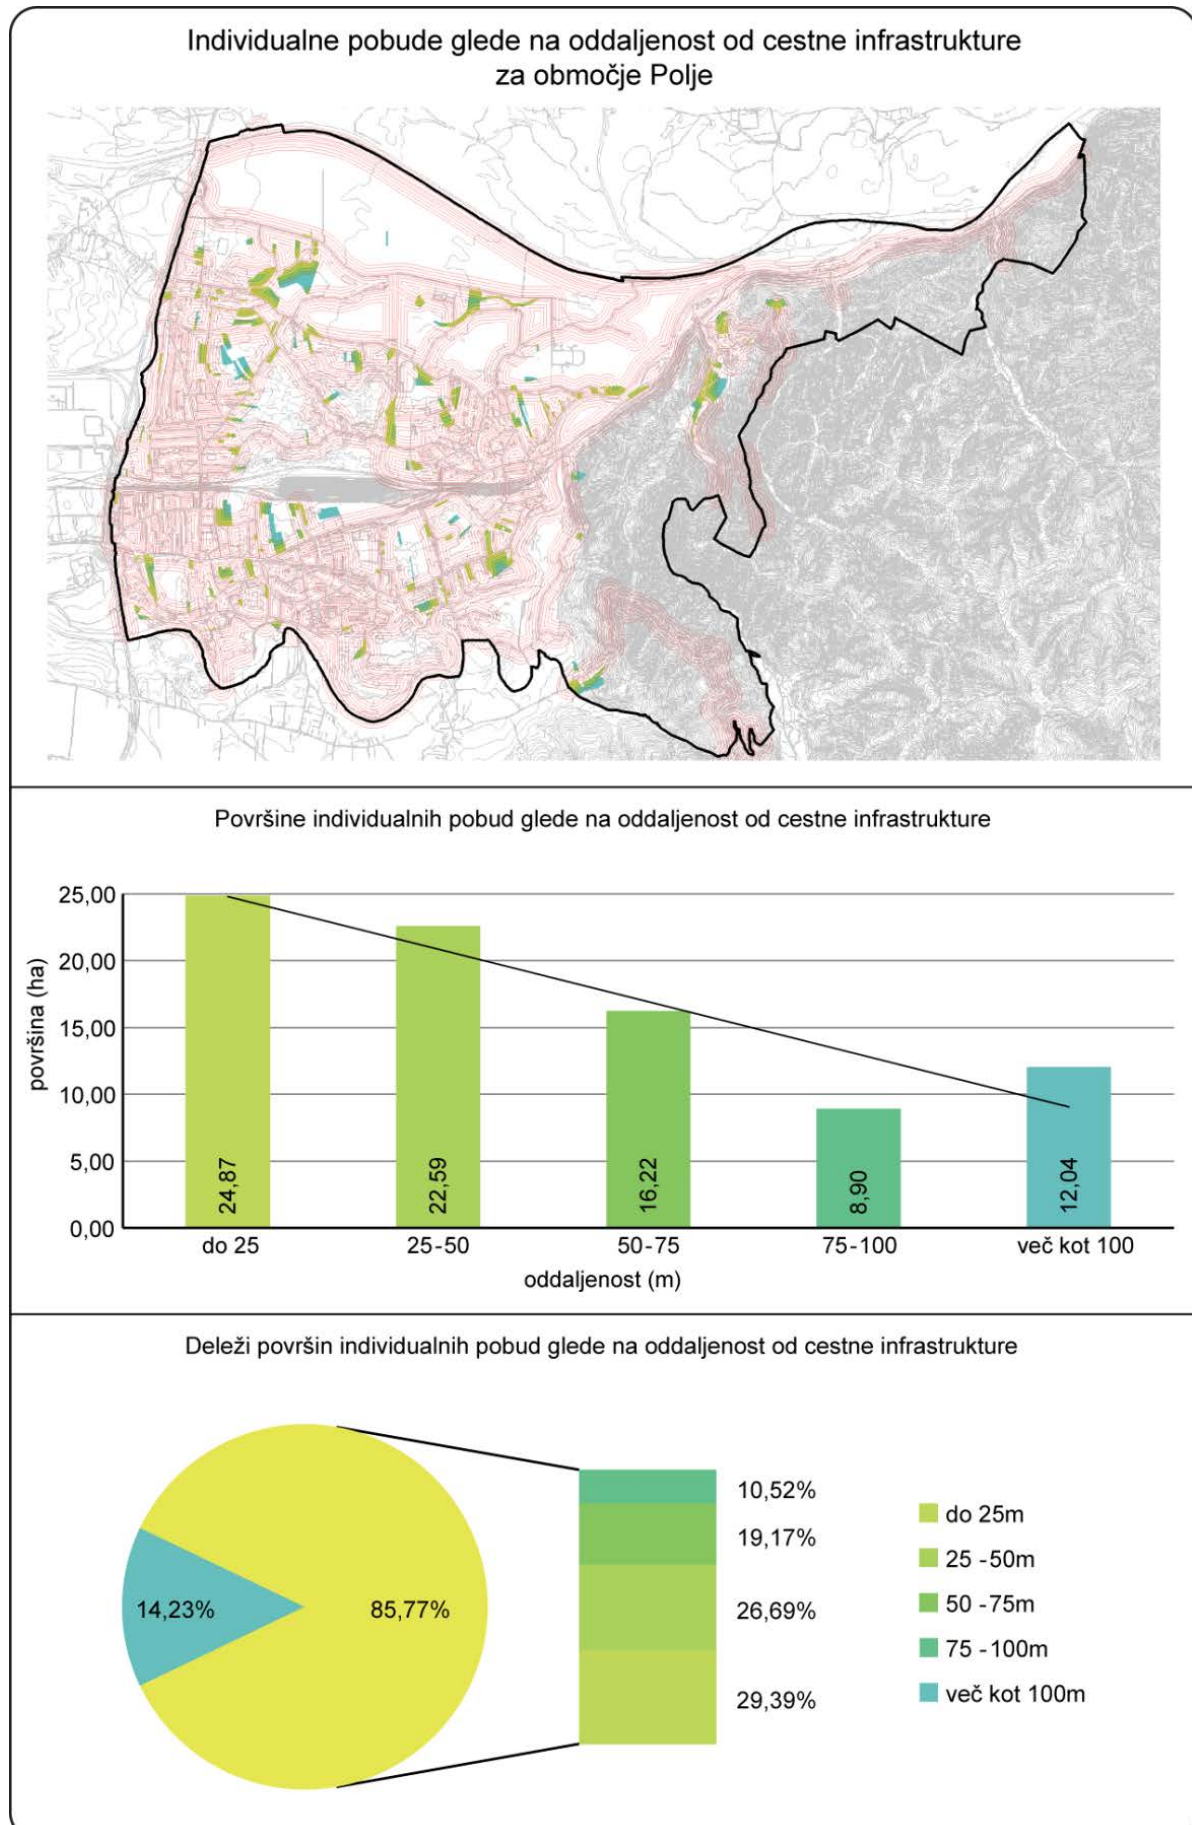 Individualne pobude glede na oddaljenost od cestne infrastrukture
za območje Polje
Površine individualnih pobud glede na oddaljenost od cestne infrastrukture
površina (ha)
25,00
20,00
15,00
10,00
5,00
0,00
24,87
22,59
16,22
8,90
12,04
do 25
25-50
50-75
75-100
več kot 100
oddaljenost (m)
Deleži površin individualnih pobud glede na oddaljenost od cestne infrastrukture
14,23%
85,77%
10,52%
19,17%
26,69%
29,39%
do 25m
25 -50m
50 -75m
75 -100m
več kot 100m